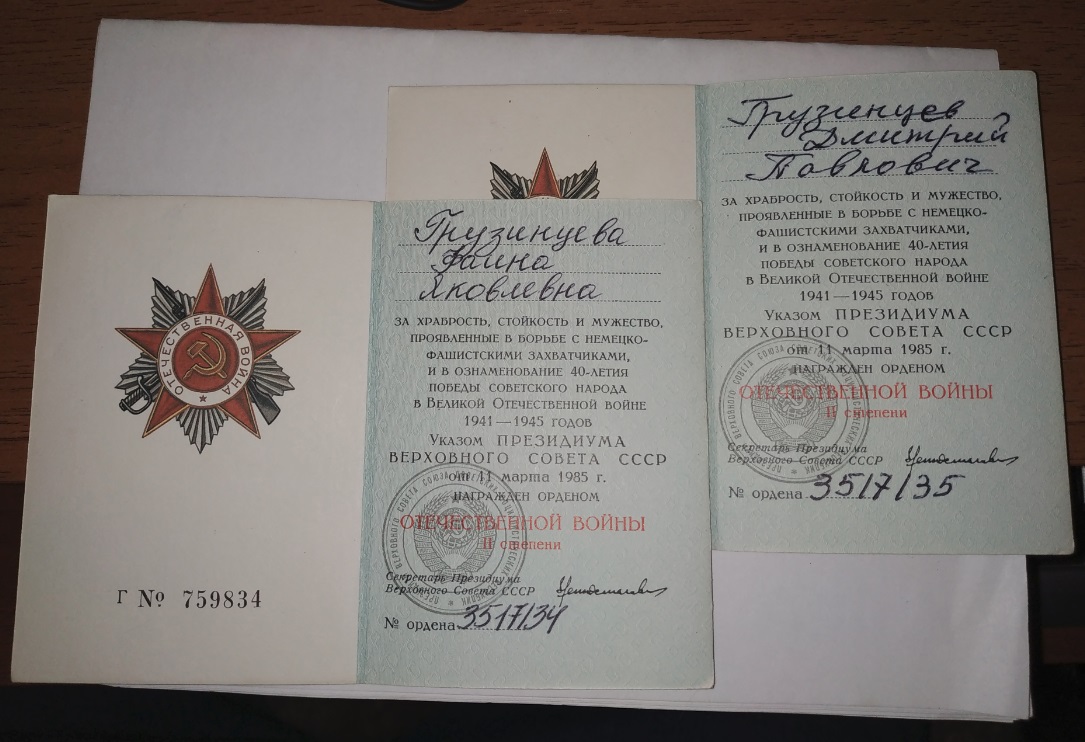 Грузинцев
Дмитрий
Павлович
ЗА ХРАБРОСТЬ, СТОЙКОСТЬ И МУЖЕСТВО,
ПРОЯВЛЕННЫЕ В БОРЬБЕ С НЕМЕЦКО-
ФАШИСТСКИМИ ЗАХВАТЧИКАМИ,
И В ОЗНАМЕНОВАНИЕ 40-ЛЕТИЯ
ПОБЕДЫ СОВЕТСКОГО НАРОДА
В ВЕЛИКОЙ ОТЕЧЕСТВЕННОЙ ВОЙНЕ
1941—1945 ГОДОВ
УКАЗОМ ПРЕЗИДИУМА
ВЕРХОВНОГО СОВЕТА СССР
от 11 марта 1985 г.
НАГРАЖДЕН ОРДЕНОМ
ОТЕЧЕСТВЕННОЙ ВОЙНЫ
II степени
Секретарь Президиума
Верховного Совета СССР
№ ордена 3517135
ОТЕЧЕСТВЕННАЯ ВОЙНА
Г № 759834
Грузинцева
Фаина
Яковлевна
ЗА ХРАБРОСТЬ, СТОЙКОСТЬ И МУЖЕСТВО,
ПРОЯВЛЕННЫЕ В БОРЬБЕ С НЕМЕЦКО-
ФАШИСТСКИМИ ЗАХВАТЧИКАМИ,
И В ОЗНАМЕНОВАНИЕ 40-ЛЕТИЯ
ПОБЕДЫ СОВЕТСКОГО НАРОДА
В ВЕЛИКОЙ ОТЕЧЕСТВЕННОЙ ВОЙНЕ
1941—1945 ГОДОВ
УКАЗОМ ПРЕЗИДИУМА
ВЕРХОВНОГО СОВЕТА СССР
от 11 марта 1985 г.
НАГРАЖДЕН ОРДЕНОМ
ОТЕЧЕСТВЕННОЙ ВОЙНЫ
II степени
Секретарь Президиума
Верховного Совета СССР
№ ордена 3517134